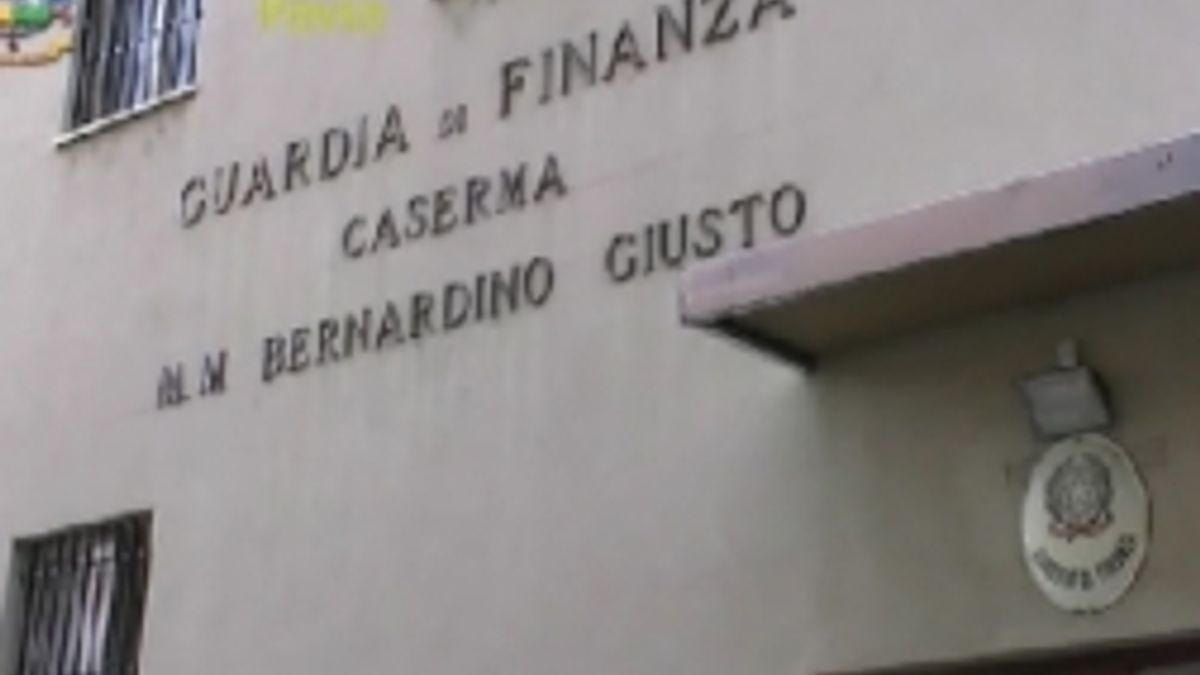 GUARDIA DI FINANZA
CASERMA
M.M BERNARDINO GIUSTO